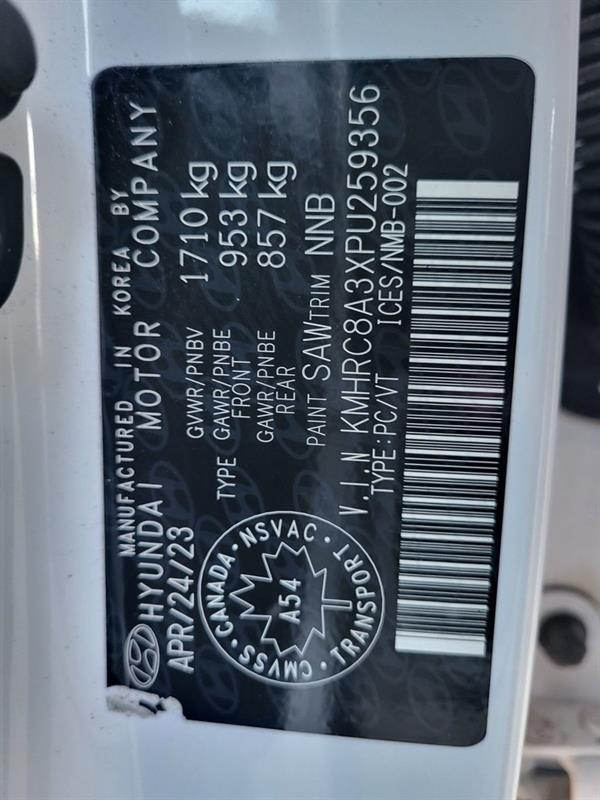 MANUFACTURED IN KOREA BY
HYUNDAI MOTOR COMPANY
APR/24/23
GVWR/PNBV 1710 kg
TYPE GAWR/PNBE FRONT 953 kg
GAWR/PNBE REAR 857 kg
PAINT SAW TRIM NNB
V.I.N KMHRC8A3XPU259356
TYPE:PC/VT ICES/NMB-002
CMVSS · CANADA · NSVAC · TRANSPORT
A54